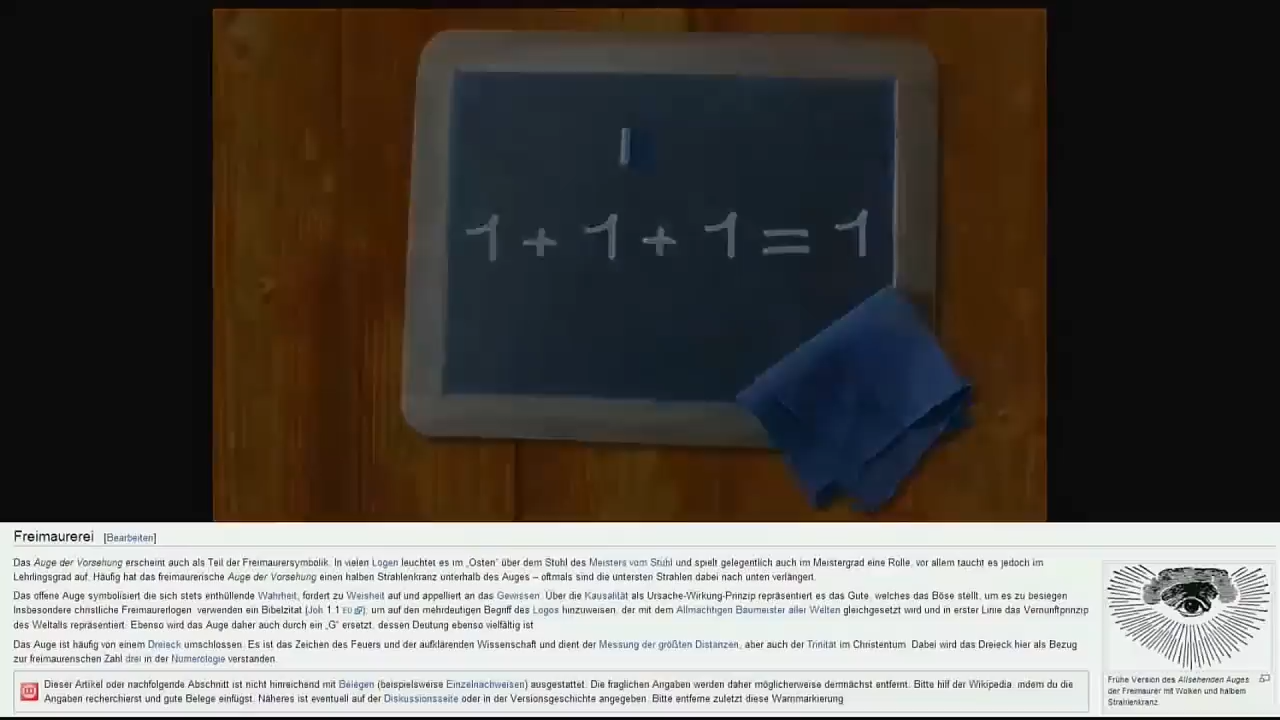 1
1 + 1 + 1 = 1
Freimaurerei [Bearbeiten]
Das Auge der Vorsehung erscheint auch als Teil der Freimaurersymbolik. In vielen Logen leuchtet es im „Osten“ über dem Stuhl des Meisters vom Stuhl und spielt gelegentlich auch im Meistergrad eine Rolle, vor allem taucht es jedoch im
Lehrlingsgrad auf. Häufig hat das freimaurerische Auge der Vorsehung einen halben Strahlenkranz unterhalb des Auges – oftmals sind die untersten Strahlen dabei nach unten verlängert.
Das offene Auge symbolisiert die sich stets enthüllende Wahrheit, fordert zu Weisheit auf und appelliert an das Gewissen. Über die Kausalität als Ursache-Wirkung-Prinzip repräsentiert es das Gute, welches das Böse stellt, um es zu besiegen
Insbesondere christliche Freimaurerlogen verwenden ein Bibelzitat (Joh 1,1 EU), um auf den mehrdeutigen Begriff des Logos hinzuweisen, der mit dem Allmächtigen Baumeister aller Welten gleichgesetzt wird und in erster Linie das Vernunftprinzip
des Weltalls repräsentiert. Ebenso wird das Auge daher auch durch ein „G“ ersetzt, dessen Deutung ebenso vielfältig ist
Das Auge ist häufig von einem Dreieck umschlossen. Es ist das Zeichen des Feuers und der aufklärenden Wissenschaft und dient der Messung der größten Distanzen, aber auch der Trinität im Christentum. Dabei wird das Dreieck hier als Bezug
zur freimaurerischen Zahl drei in der Numerologie verstanden.
Dieser Artikel oder nachfolgende Abschnitt ist nicht hinreichend mit Belegen (beispielsweise Einzelnachweisen) ausgestattet. Die fraglichen Angaben werden daher möglicherweise demnächst entfernt. Bitte hilf der Wikipedia, indem du die
Angaben recherchierst und gute Belege einfügst. Näheres ist eventuell auf der Diskussionsseite oder in der Versionsgeschichte angegeben. Bitte entferne zuletzt diese Warnmarkierung.
Frühe Version des Allsehenden Auges
der Freimaurer mit Wolken und halbem
Strahlenkranz.